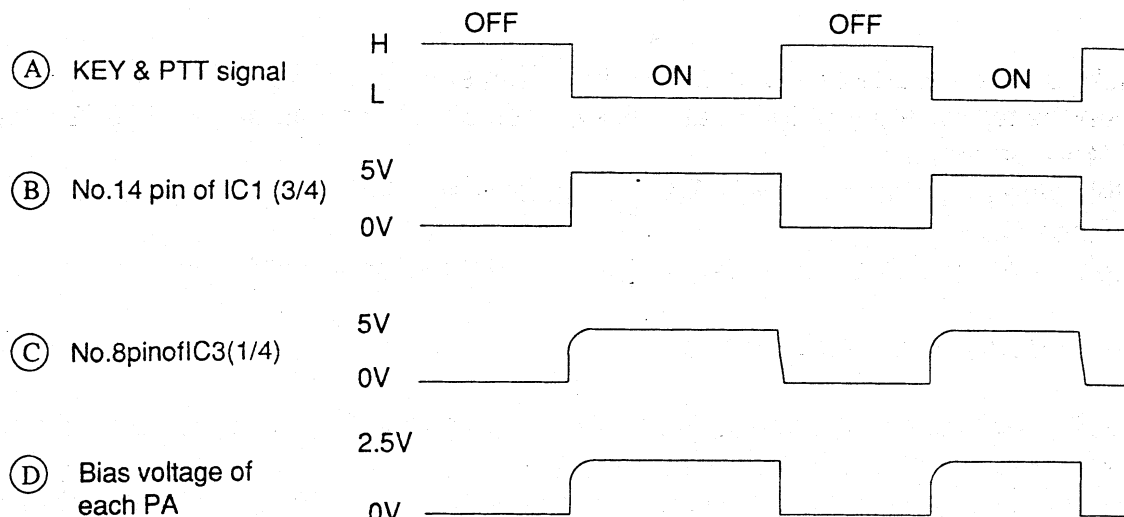 OFF OFF
H
Ⓐ KEY & PTT signal
ON ON
L
5V
Ⓑ No.14 pin of IC1 (3/4)
0V
5V
Ⓒ No.8pinofIC3(1/4)
0V
2.5V
Ⓓ Bias voltage of
each PA
0V